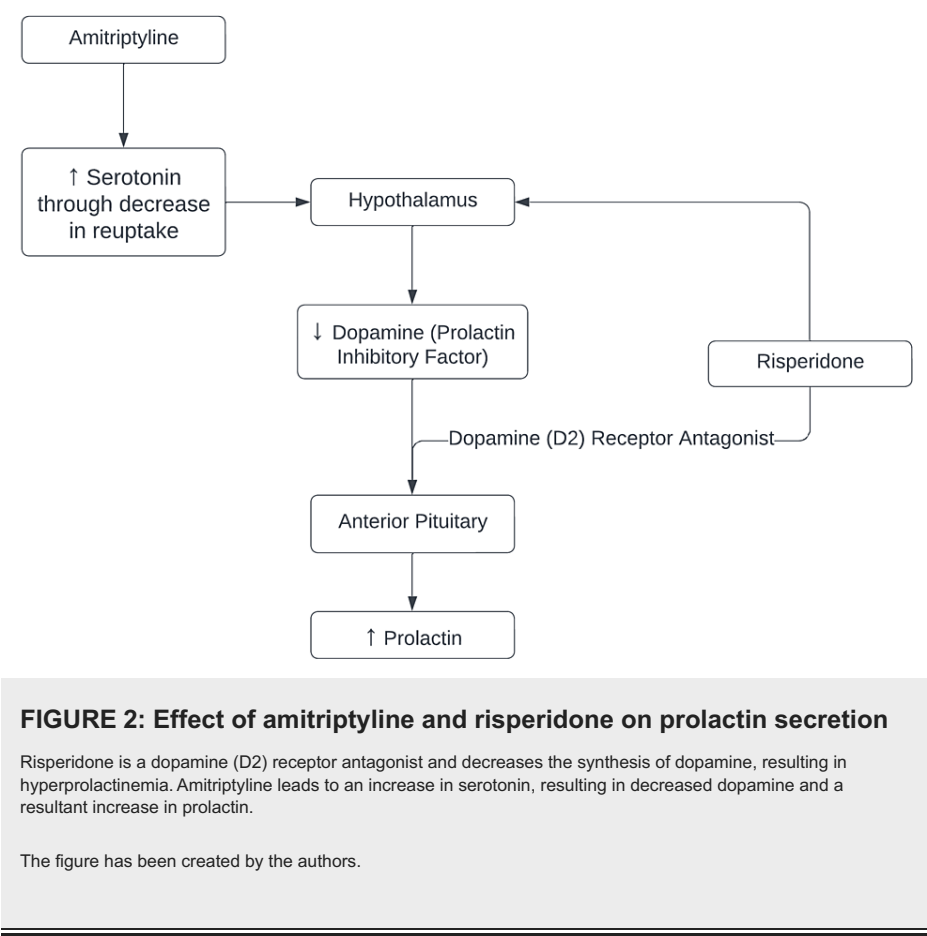 Amitriptyline
↑ Serotonin
through decrease
in reuptake
Hypothalamus
↓ Dopamine (Prolactin
Inhibitory Factor)
Risperidone
Dopamine (D2) Receptor Antagonist
Anterior Pituitary
↑ Prolactin
FIGURE 2: Effect of amitriptyline and risperidone on prolactin secretion
Risperidone is a dopamine (D2) receptor antagonist and decreases the synthesis of dopamine, resulting in
hyperprolactinemia. Amitriptyline leads to an increase in serotonin, resulting in decreased dopamine and a
resultant increase in prolactin.
The figure has been created by the authors.